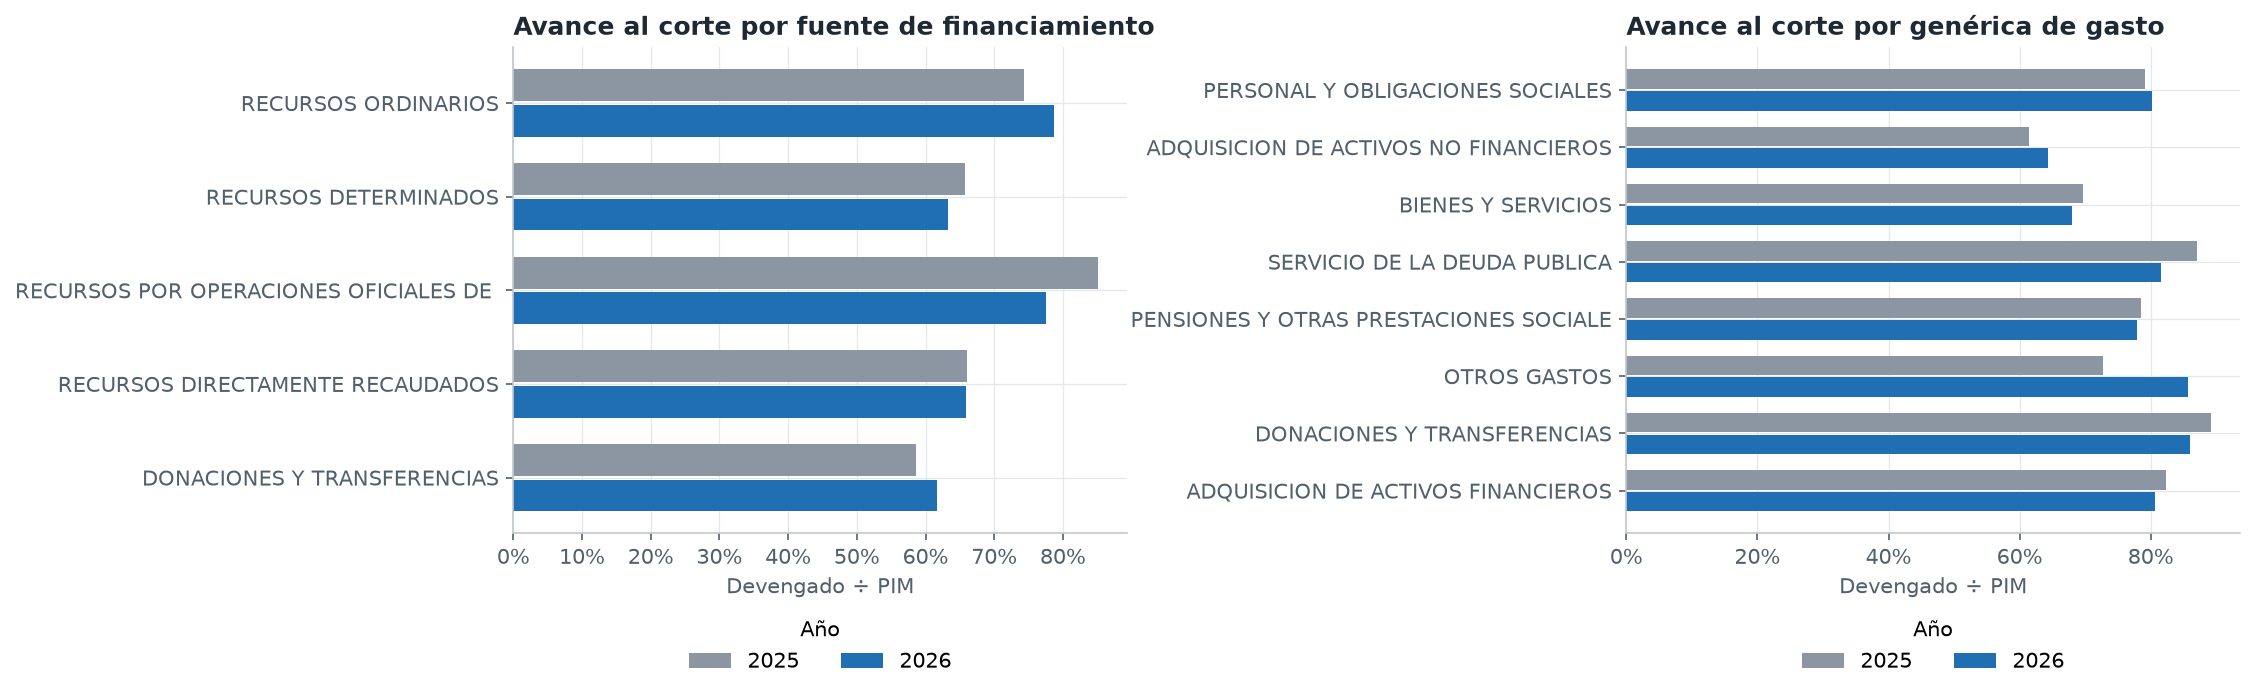 Avance al corte por fuente de financiamiento
RECURSOS ORDINARIOS
RECURSOS DETERMINADOS
RECURSOS POR OPERACIONES OFICIALES DE
RECURSOS DIRECTAMENTE RECAUDADOS
DONACIONES Y TRANSFERENCIAS
0% 10% 20% 30% 40% 50% 60% 70% 80%
Devengado ÷ PIM
Año
2025 2026
Avance al corte por genérica de gasto
PERSONAL Y OBLIGACIONES SOCIALES
ADQUISICION DE ACTIVOS NO FINANCIEROS
BIENES Y SERVICIOS
SERVICIO DE LA DEUDA PUBLICA
PENSIONES Y OTRAS PRESTACIONES SOCIALE
OTROS GASTOS
DONACIONES Y TRANSFERENCIAS
ADQUISICION DE ACTIVOS FINANCIEROS
0% 20% 40% 60% 80%
Devengado ÷ PIM
Año
2025 2026